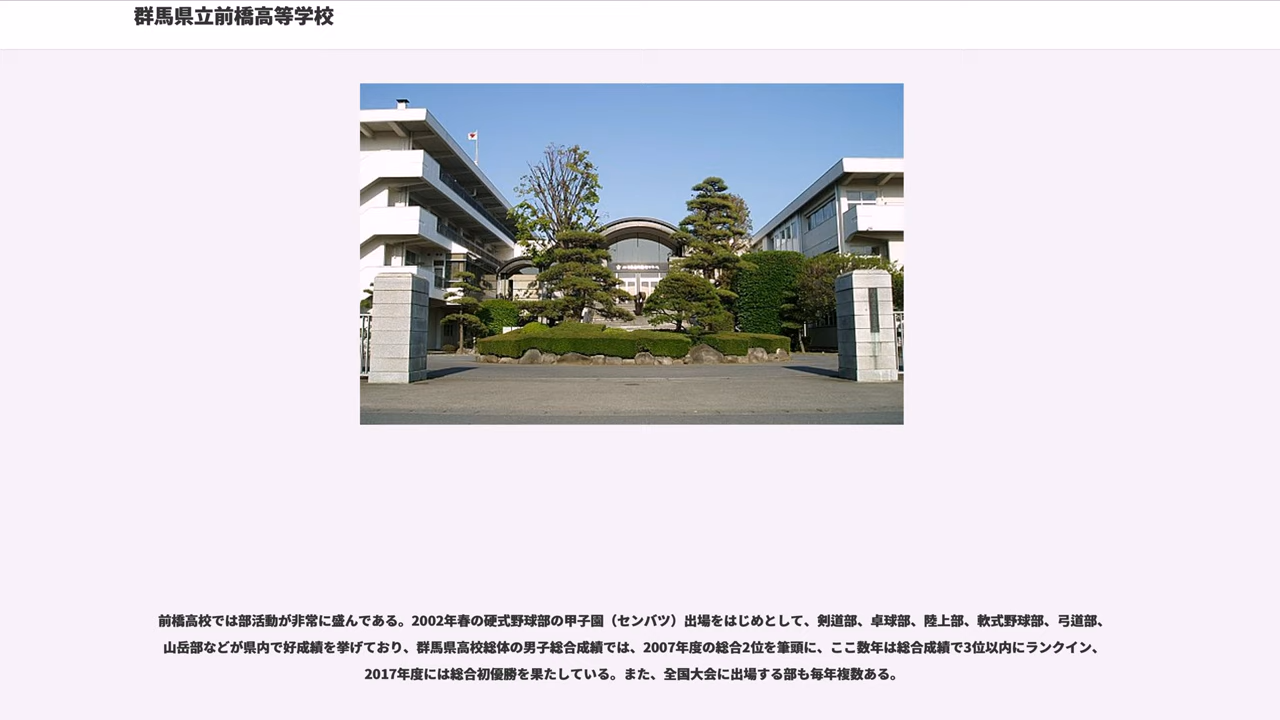 群馬県立前橋高等学校
前橋高校では部活動が非常に盛んである。2002年春の硬式野球部の甲子園（センバツ）出場をはじめとして、剣道部、卓球部、陸上部、軟式野球部、弓道部、
山岳部などが県内で好成績を挙げており、群馬県高校総体の男子総合成績では、2007年度の総合2位を筆頭に、ここ数年は総合成績で3位以内にランクイン、
2017年度には総合初優勝を果たしている。また、全国大会に出場する部も毎年複数ある。